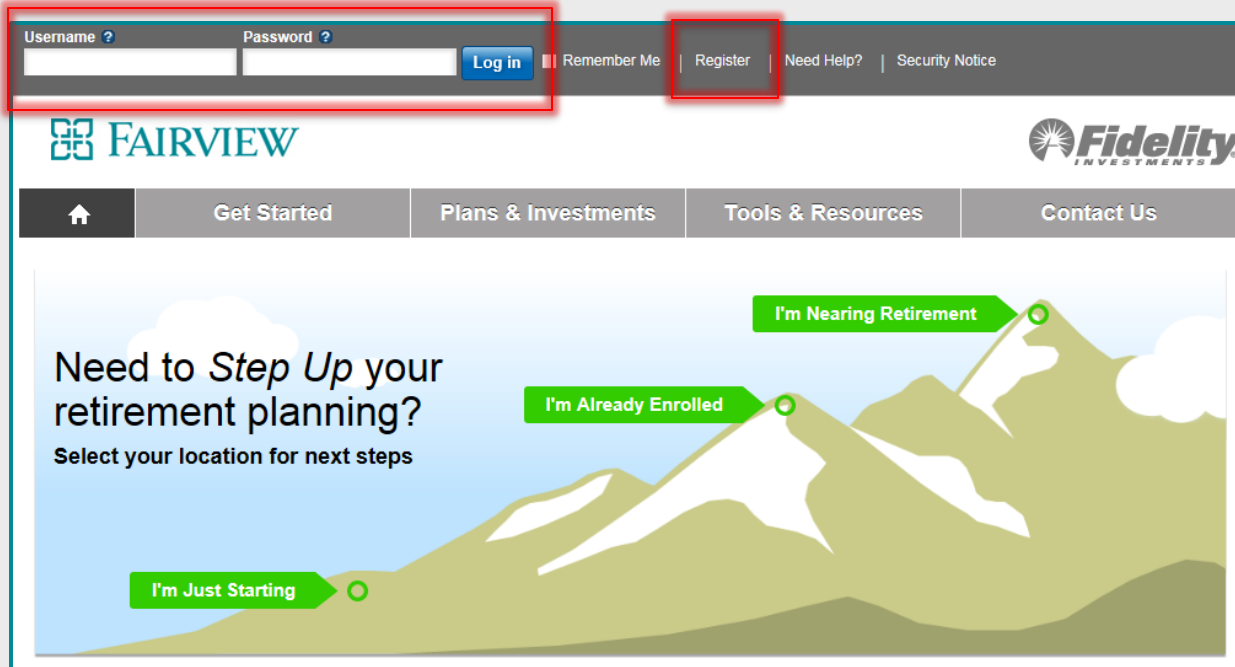 Username ? Password ?
Log in Remember Me | Register | Need Help? | Security Notice
FAIRVIEW
Fidelity
INVESTMENTS
Get Started Plans & Investments Tools & Resources Contact Us
I'm Nearing Retirement
Need to Step Up your
retirement planning?
I'm Already Enrolled
Select your location for next steps
I'm Just Starting